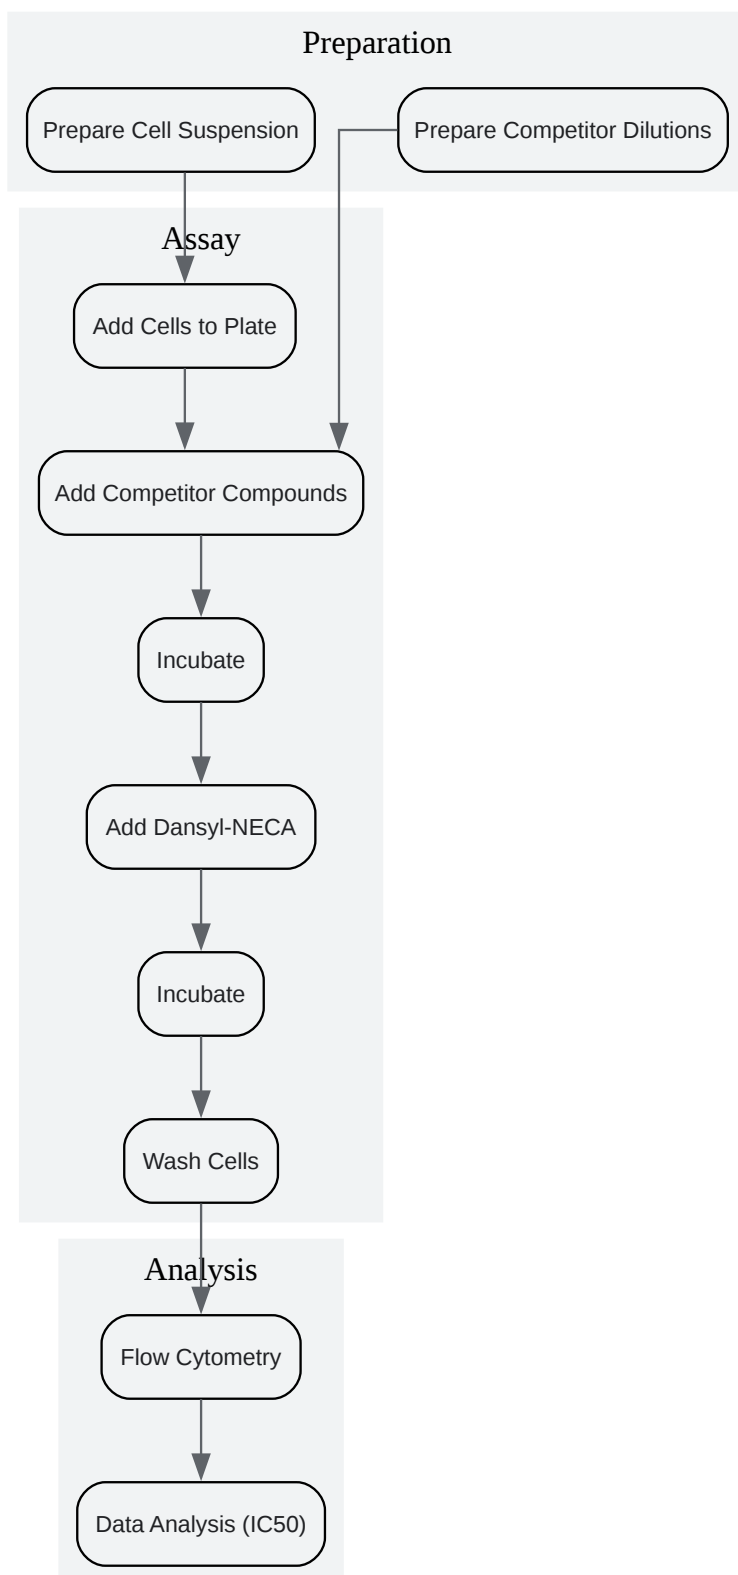 Preparation
Prepare Cell Suspension
Prepare Competitor Dilutions
Assay
Add Cells to Plate
Add Competitor Compounds
Incubate
Add Dansyl-NECA
Incubate
Wash Cells
Analysis
Flow Cytometry
Data Analysis (IC50)